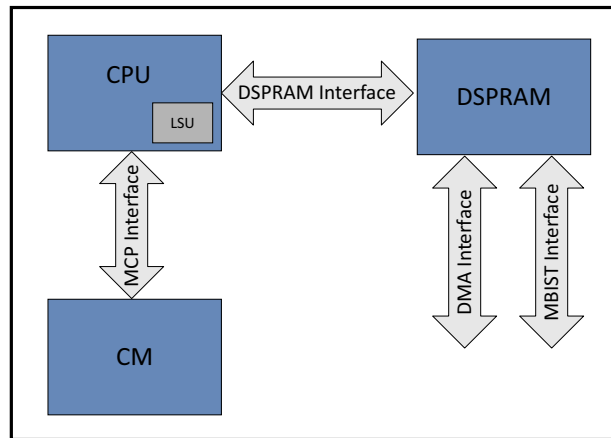 CPU
LSU
DSPRAM Interface
DSPRAM
MCP Interface
DMA Interface
MBIST Interface
CM